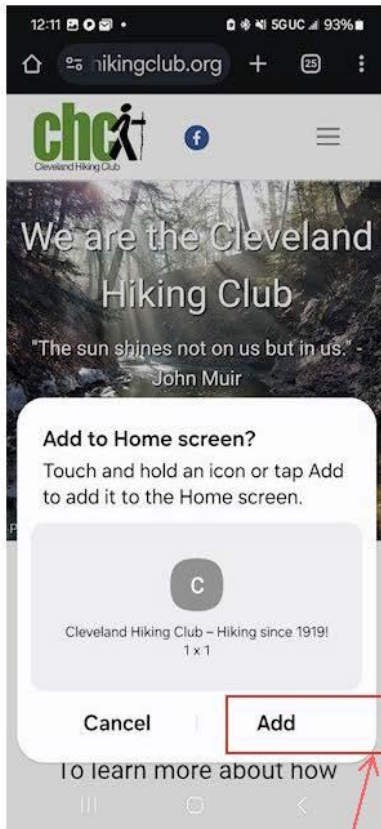 12:11
5GUC 93%
hikingclub.org
25
chc
Cleveland Hiking Club
We are the Cleveland
Hiking Club
"The sun shines not on us but in us." -
John Muir
Add to Home screen?
Touch and hold an icon or tap Add
to add it to the Home screen.
P
C
Cleveland Hiking Club – Hiking since 1919!
1 x 1
Cancel
Add
To learn more about how